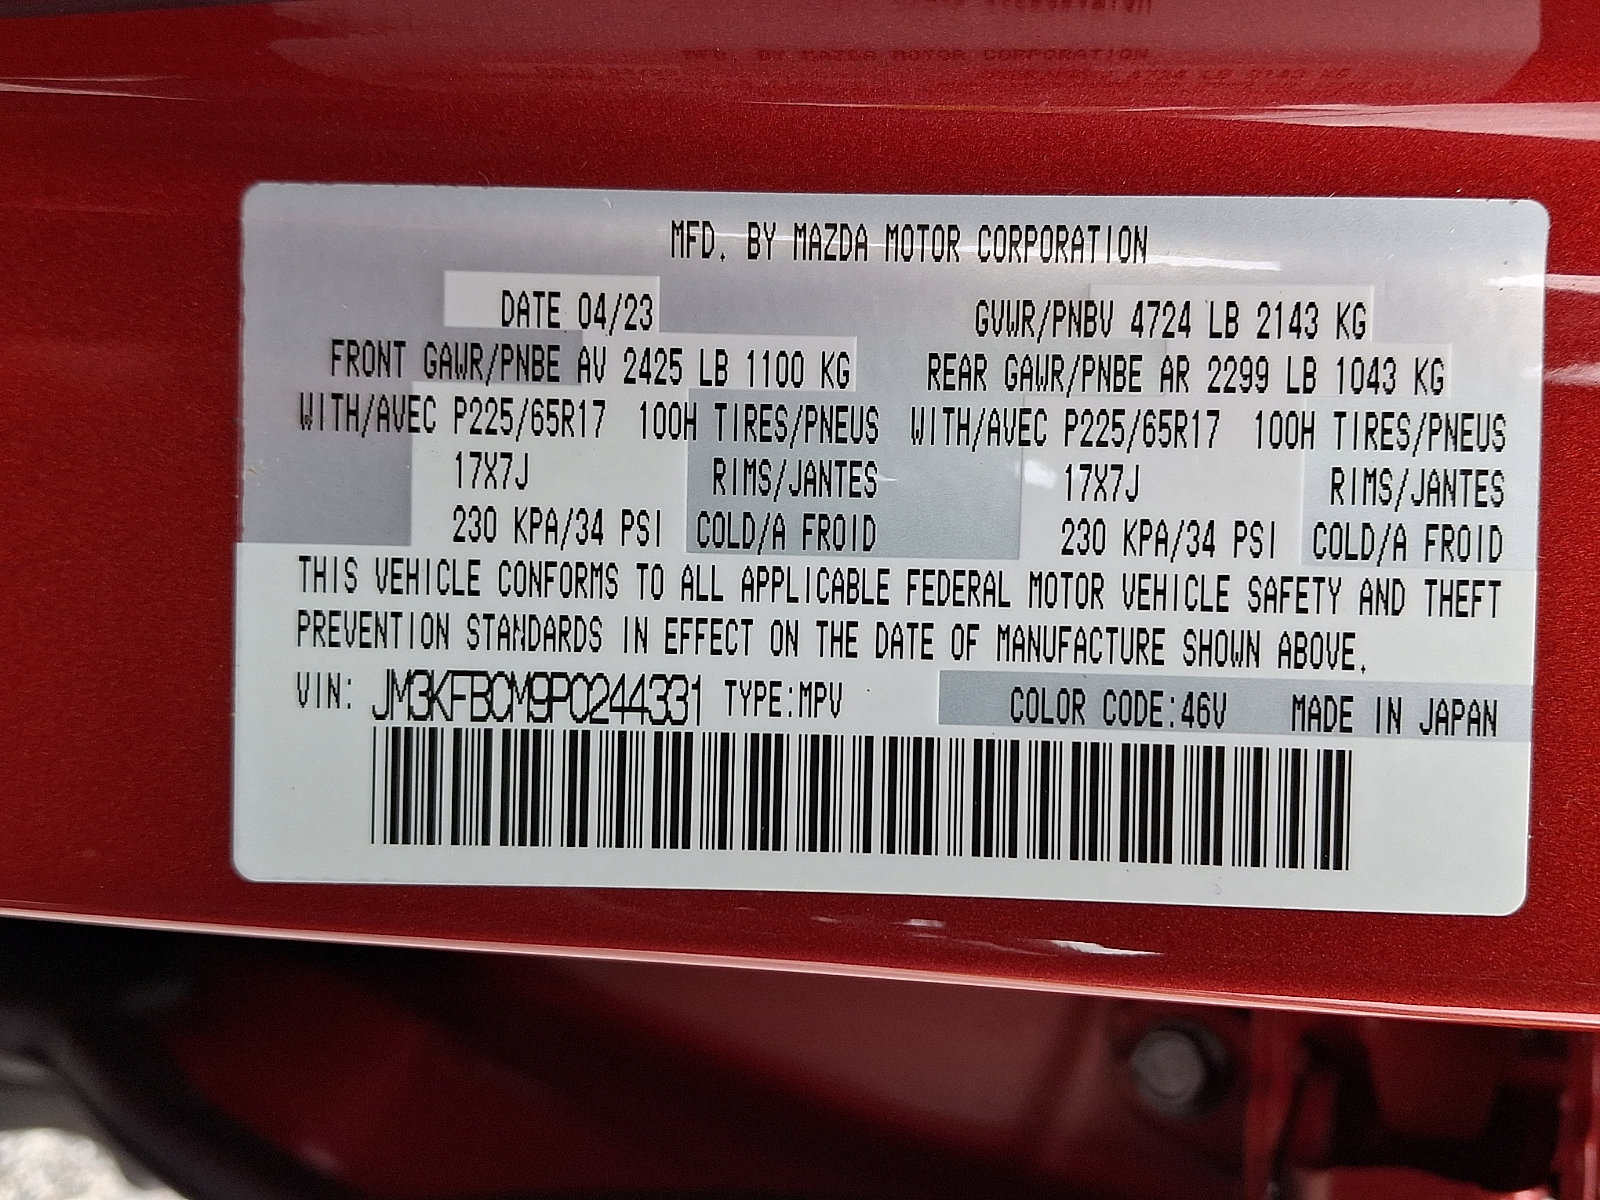 MFD. BY MAZDA MOTOR CORPORATION
DATE 04/23 GVWR/PNBV 4724 LB 2143 KG
FRONT GAWR/PNBE AV 2425 LB 1100 KG REAR GAWR/PNBE AR 2299 LB 1043 KG
WITH/AVEC P225/65R17 100H TIRES/PNEUS WITH/AVEC P225/65R17 100H TIRES/PNEUS
17X7J RIMS/JANTES 17X7J RIMS/JANTES
230 KPA/34 PSI COLD/A FROID 230 KPA/34 PSI COLD/A FROID
THIS VEHICLE CONFORMS TO ALL APPLICABLE FEDERAL MOTOR VEHICLE SAFETY AND THEFT
PREVENTION STANDARDS IN EFFECT ON THE DATE OF MANUFACTURE SHOWN ABOVE.
VIN: JM3KFBCM9P0244331 TYPE:MPV COLOR CODE:46V MADE IN JAPAN